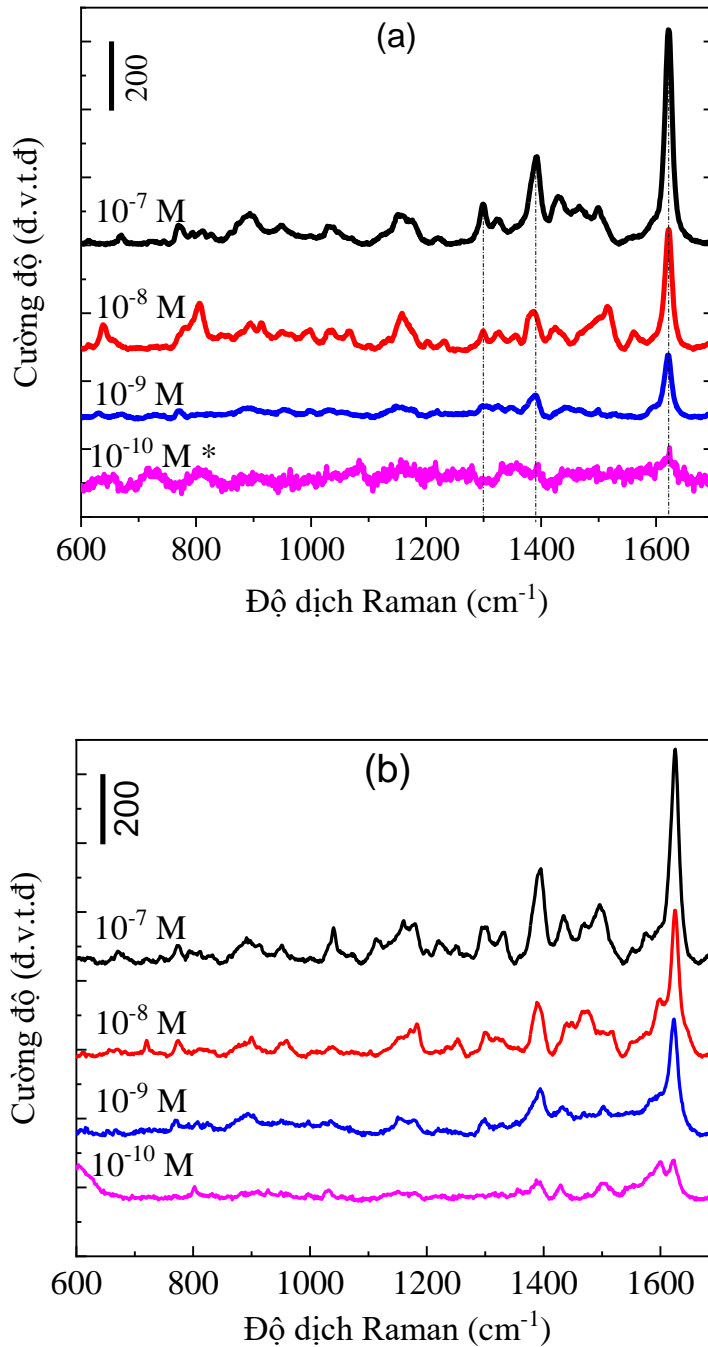 (a)
200
Cường độ (đ.v.t.đ)
10-7 M
10-8 M
10-9 M
10-10 M *
600 800 1000 1200 1400 1600
Độ dịch Raman (cm-1)
(b)
200
Cường độ (đ.v.t.đ)
10-7 M
10-8 M
10-9 M
10-10 M
600 800 1000 1200 1400 1600
Độ dịch Raman (cm-1)